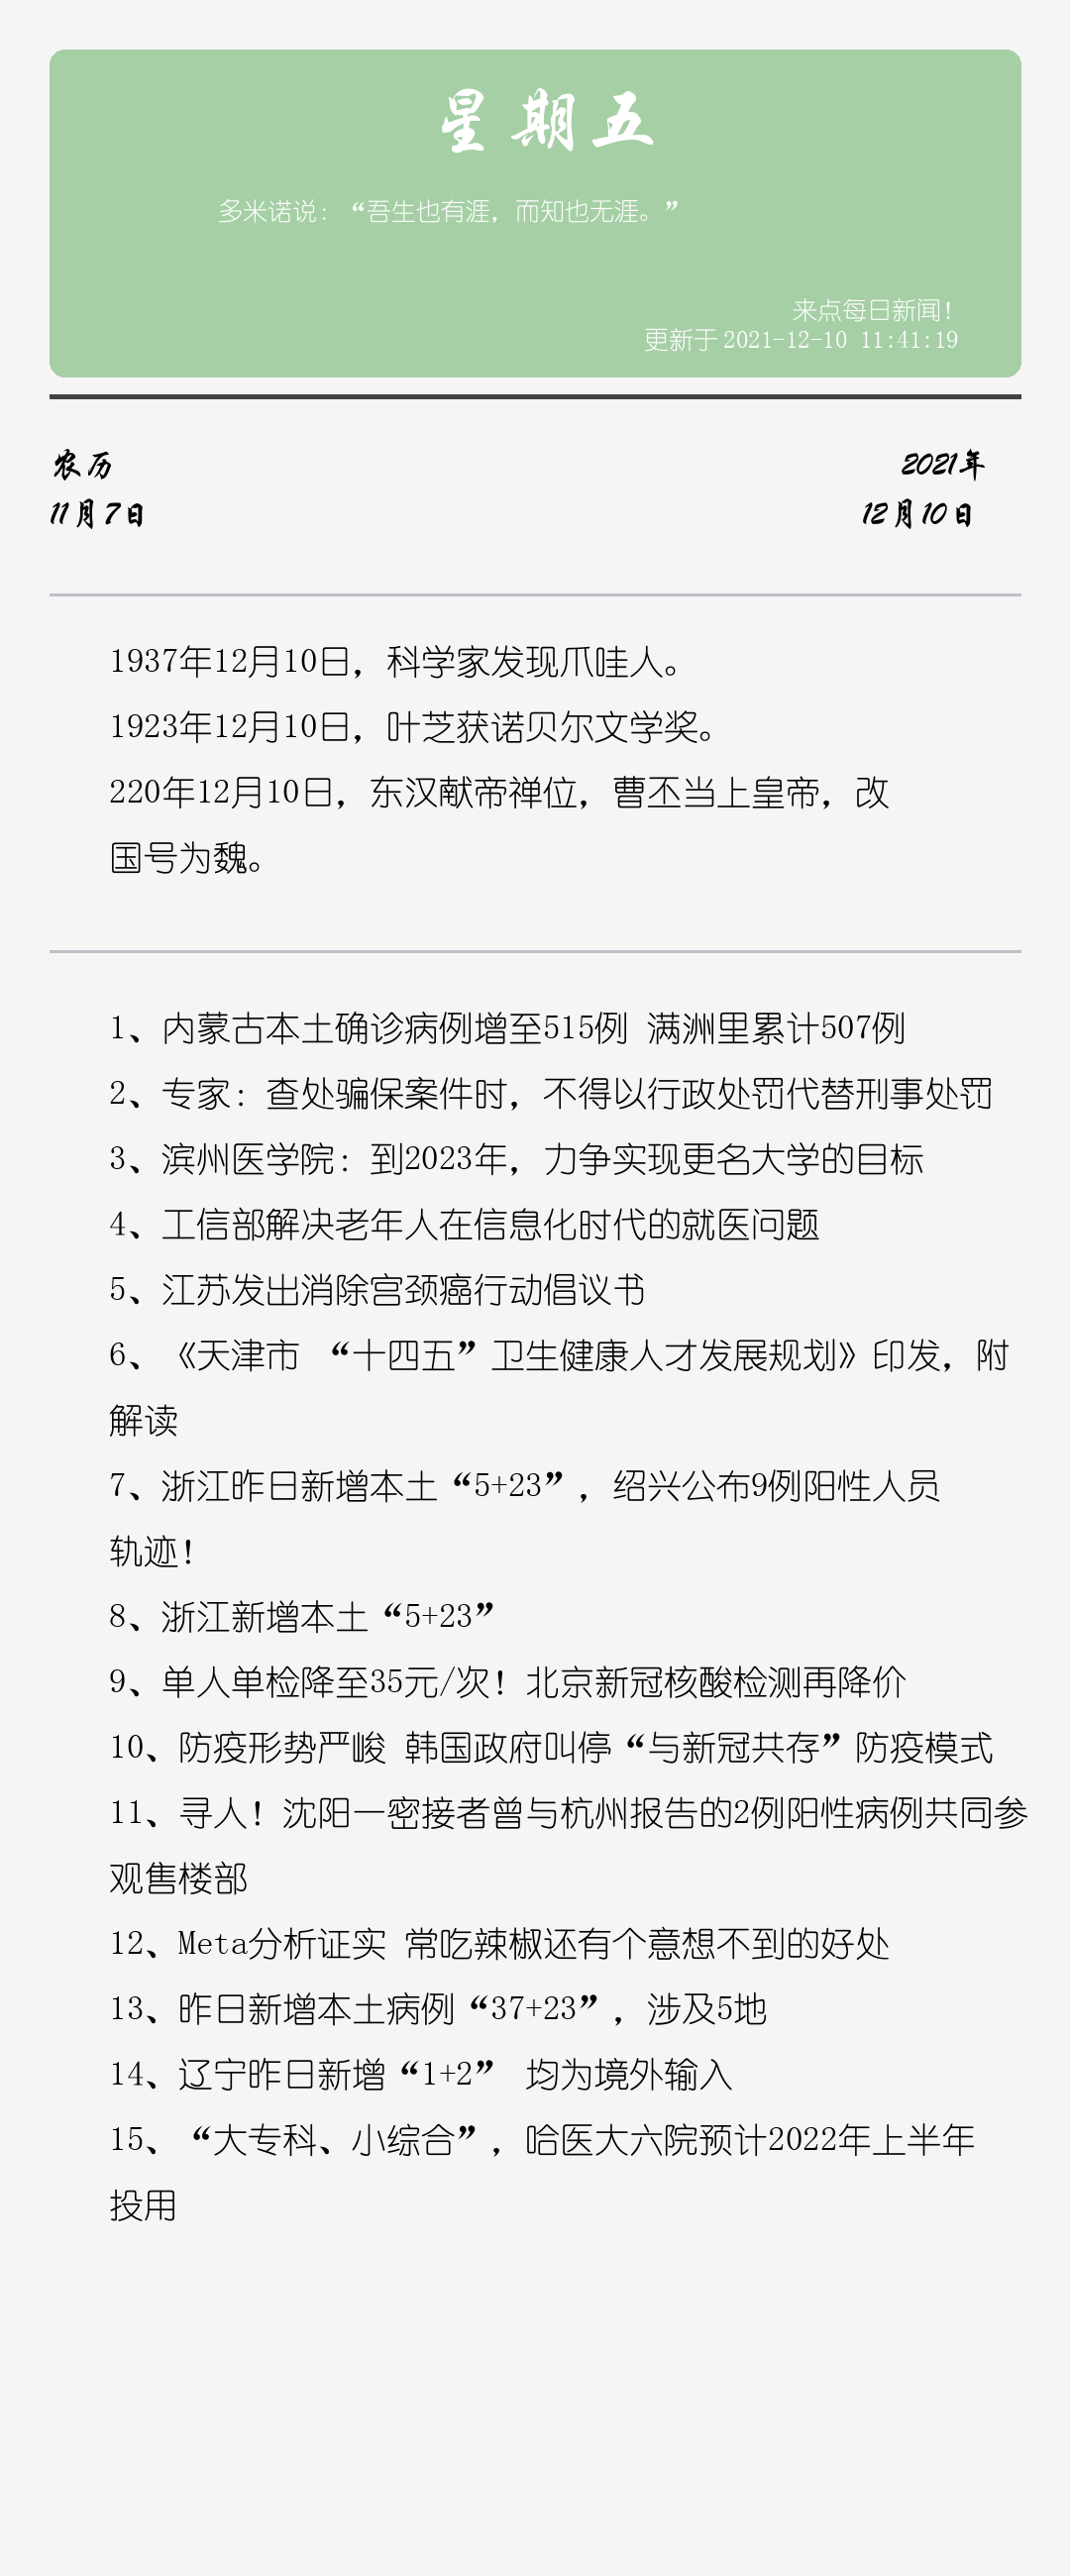 星期五
多米诺说：“吾生也有涯，而知也无涯。”
来点每日新闻！
更新于 2021-12-10 11:41:19
农历
2021年
11月7日
12月10日
1937年12月10日，科学家发现爪哇人。
1923年12月10日，叶芝获诺贝尔文学奖。
220年12月10日，东汉献帝禅位，曹丕当上皇帝，改
国号为魏。
1、内蒙古本土确诊病例增至515例 满洲里累计507例
2、专家：查处骗保案件时，不得以行政处罚代替刑事处罚
3、滨州医学院：到2023年，力争实现更名大学的目标
4、工信部解决老年人在信息化时代的就医问题
5、江苏发出消除宫颈癌行动倡议书
6、《天津市 “十四五”卫生健康人才发展规划》印发，附
解读
7、浙江昨日新增本土“5+23”，绍兴公布9例阳性人员
轨迹！
8、浙江新增本土“5+23”
9、单人单检降至35元/次！北京新冠核酸检测再降价
10、防疫形势严峻 韩国政府叫停“与新冠共存”防疫模式
11、寻人！沈阳一密接者曾与杭州报告的2例阳性病例共同参
观售楼部
12、Meta分析证实 常吃辣椒还有个意想不到的好处
13、昨日新增本土病例“37+23”，涉及5地
14、辽宁昨日新增“1+2” 均为境外输入
15、“大专科、小综合”，哈医大六院预计2022年上半年
投用